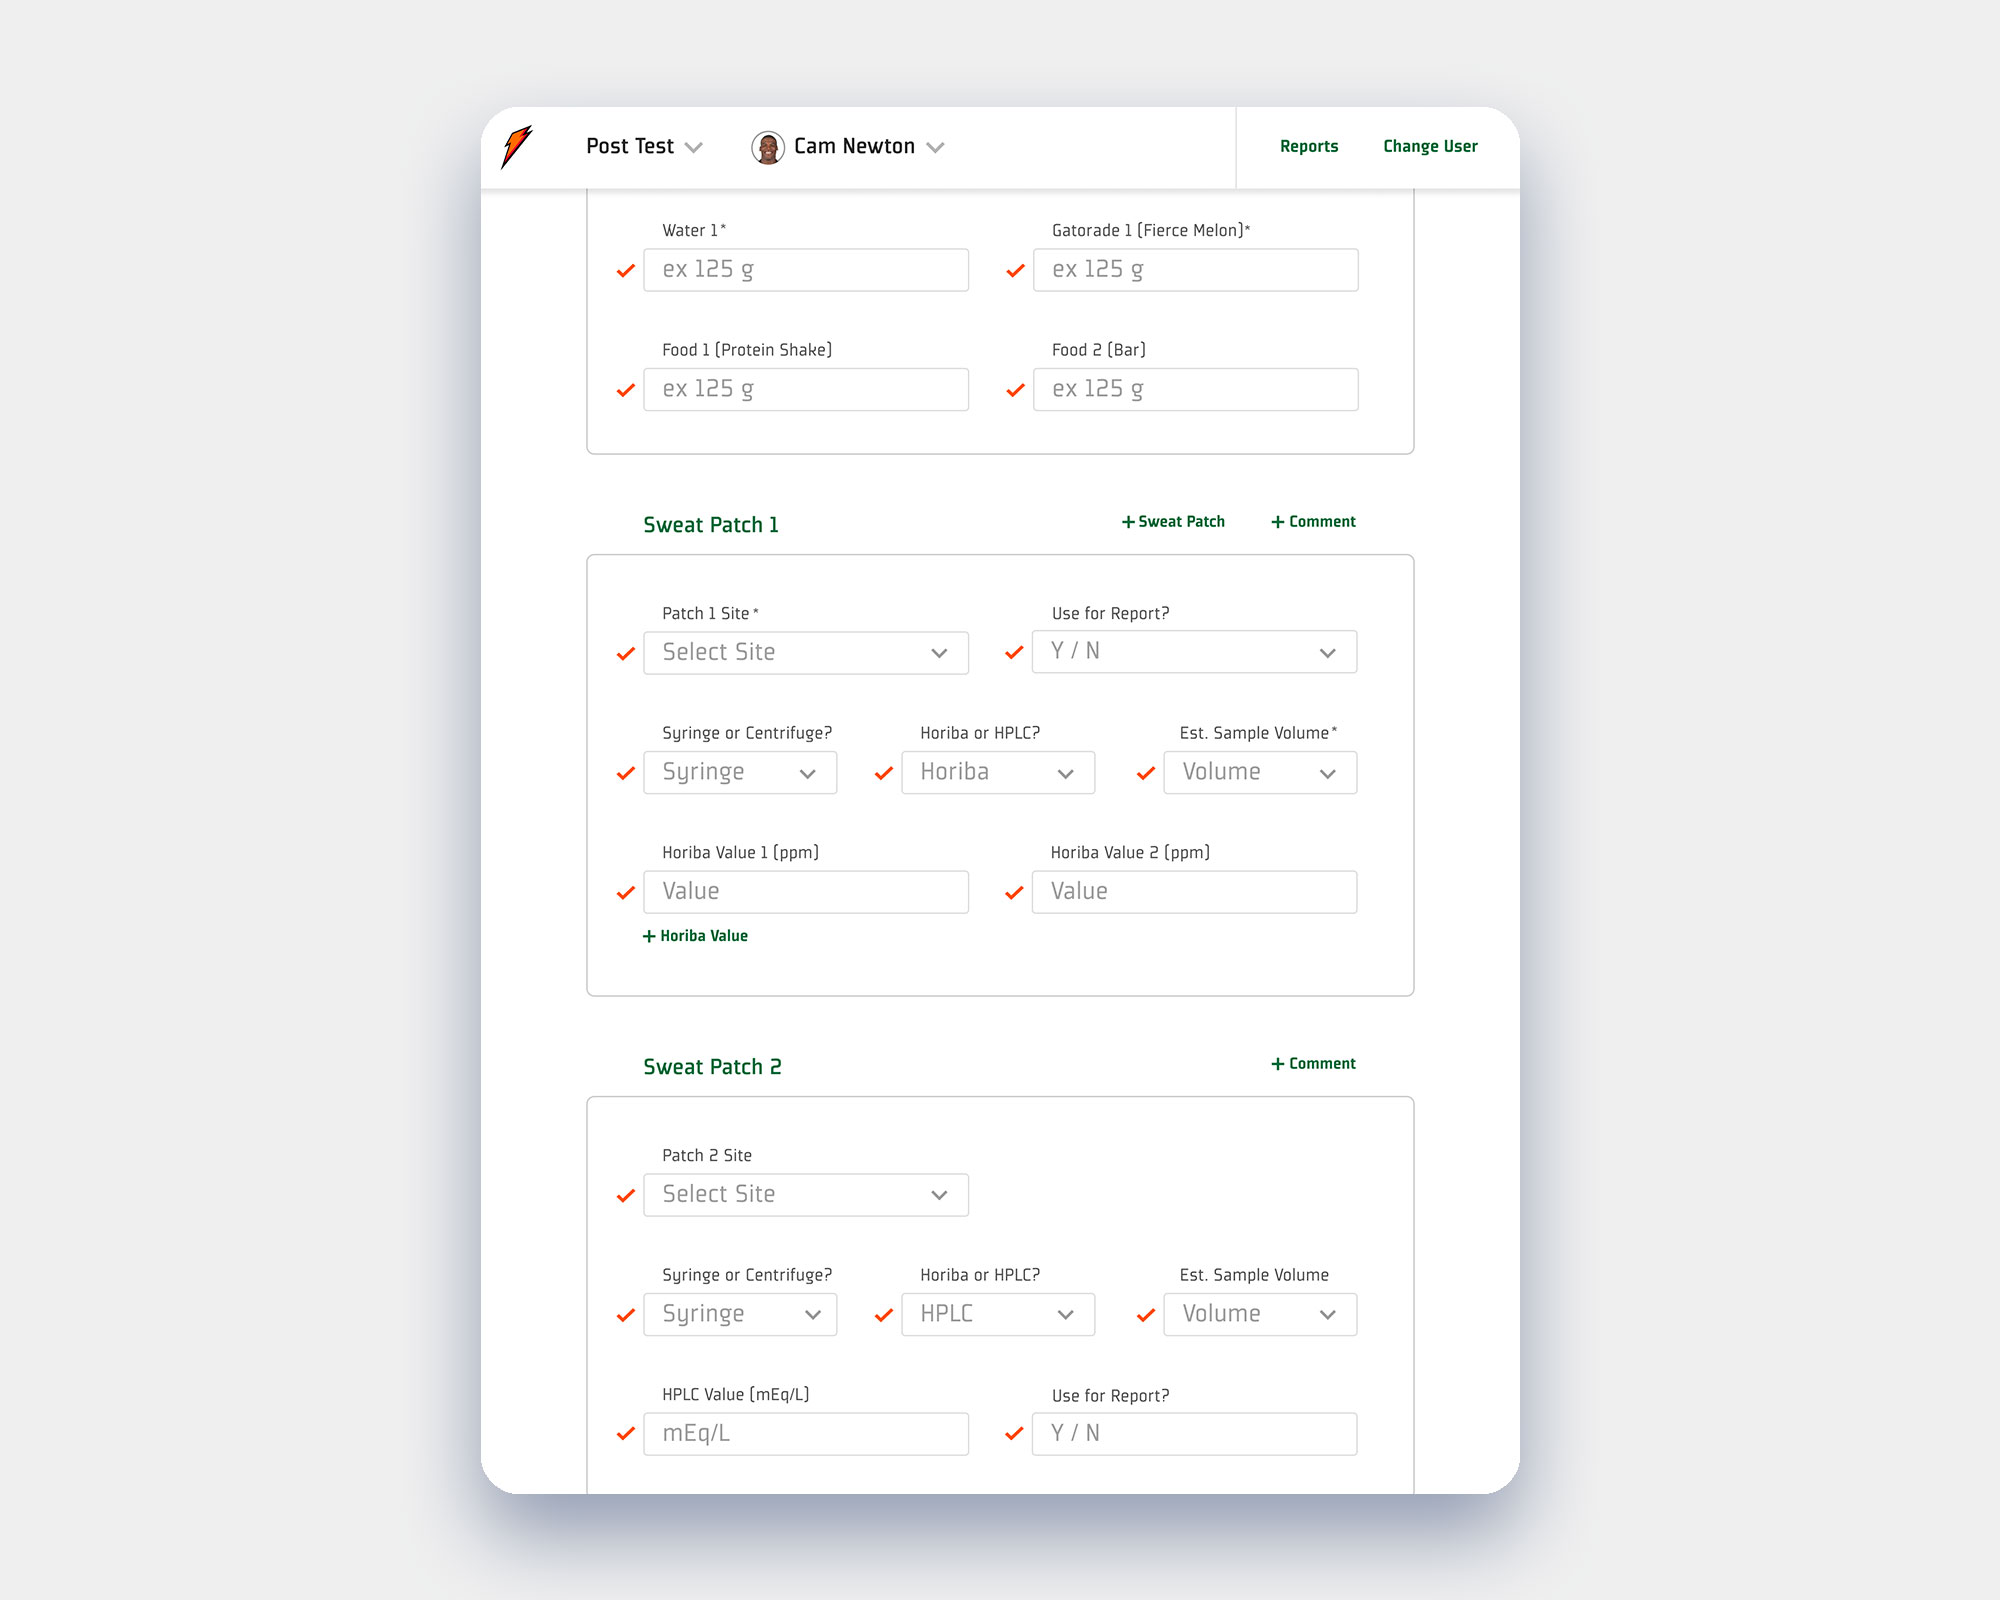 Post Test
Cam Newton
Reports
Change User
Water 1*
Gatorade 1 (Fierce Melon)*
ex 125 g
ex 125 g
Food 1 (Protein Shake)
Food 2 (Bar)
ex 125 g
ex 125 g
Sweat Patch 1
+ Sweat Patch
+ Comment
Patch 1 Site*
Use for Report?
Select Site
Y / N
Syringe or Centrifuge?
Horiba or HPLC?
Est. Sample Volume*
Syringe
Horiba
Volume
Horiba Value 1 (ppm)
Horiba Value 2 (ppm)
Value
Value
+ Horiba Value
Sweat Patch 2
+ Comment
Patch 2 Site
Select Site
Syringe or Centrifuge?
Horiba or HPLC?
Est. Sample Volume
Syringe
HPLC
Volume
HPLC Value (mEq/L)
Use for Report?
mEq/L
Y / N